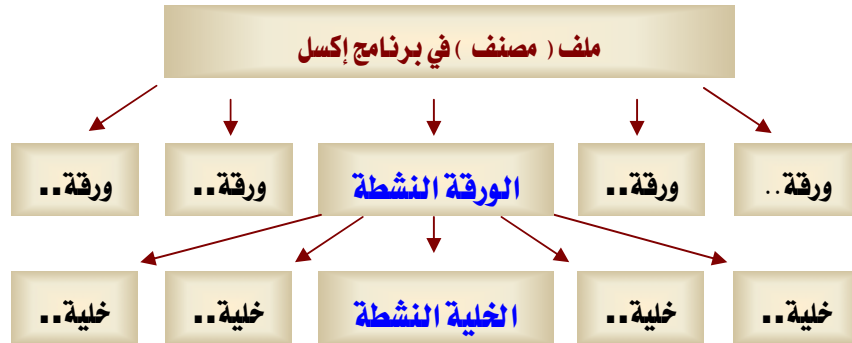 ملف ( مصنف ) في برنامج إكسل
ورقة..
ورقة..
الورقة النشطة
ورقة..
ورقة..
خلية..
خلية..
الخلية النشطة
خلية..
خلية..